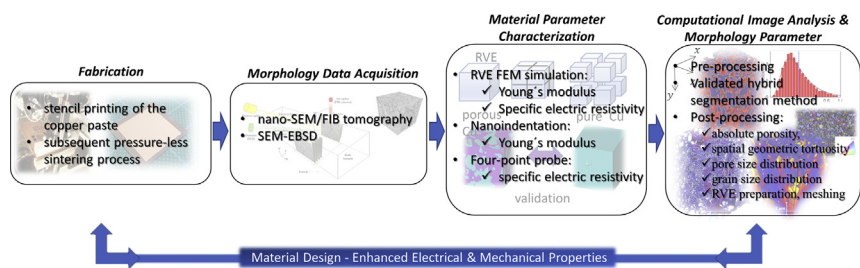 Fabrication
stencil printing of the
copper paste
subsequent pressure-less
sintering process
Morphology Data Acquisition
nano-SEM/FIB tomography
SEM-EBSD
Material Parameter
Characterization
RVE
RVE FEM simulation:
✓ Young´s modulus
✓ Specific electric resistivity
porous
pure Cu
Nanoindentation:
✓ Young´s modulus
Four-point probe:
✓ specific electric resistivity
validation
Computational Image Analysis &
Morphology Parameter
x
y
Pre-processing
Validated hybrid
segmentation method
Post-processing:
✓ absolute porosity,
✓ spatial geometric tortuosity
✓ pore size distribution
✓ grain size distribution
✓ RVE preparation, meshing
Material Design - Enhanced Electrical & Mechanical Properties